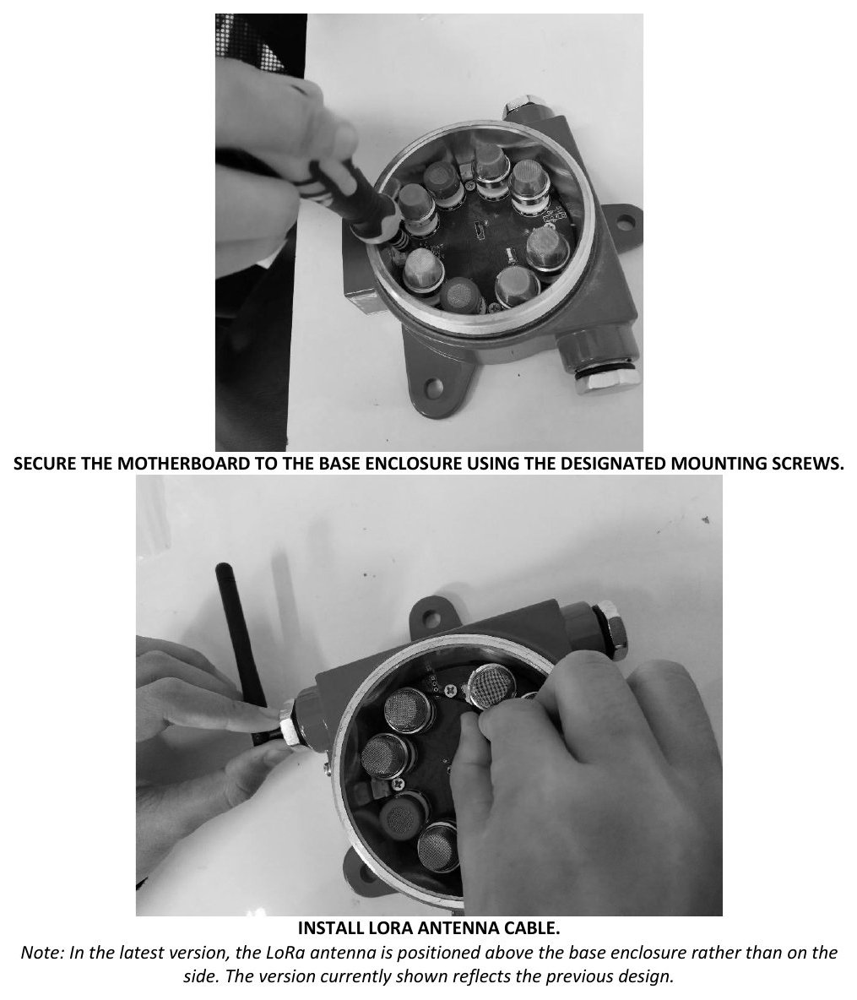 SECURE THE MOTHERBOARD TO THE BASE ENCLOSURE USING THE DESIGNATED MOUNTING SCREWS.
INSTALL LORA ANTENNA CABLE.
Note: In the latest version, the LoRa antenna is positioned above the base enclosure rather than on the
side. The version currently shown reflects the previous design.